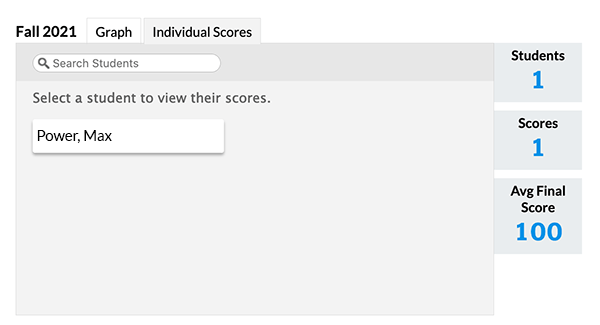 Fall 2021 Graph Individual Scores
Search Students
Select a student to view their scores.
Power, Max
Students
1
Scores
1
Avg Final
Score
100